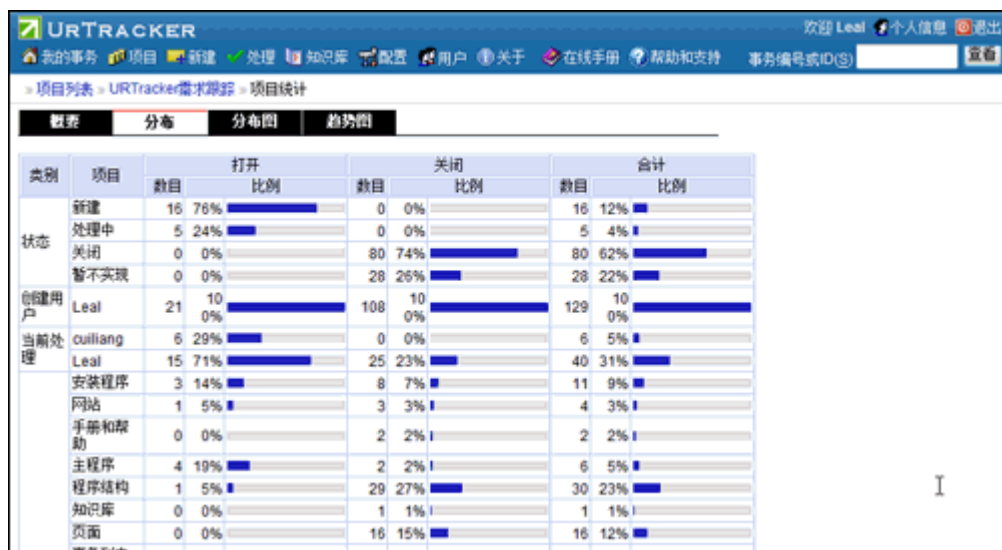 URTRACKER
欢迎 Leal 个人信息 退出
我的事务 项目 新建 处理 知识库 配置 用户 关于 在线手册 帮助和支持 事务编号或ID(S) 查看
» 项目列表 » URTracker需求跟踪 » 项目统计
概要 分布 分布图 趋势图
类别 项目 打开 关闭 合计
数目 比例 数目 比例 数目 比例
状态
新建 16 76% 0 0% 16 12%
处理中 5 24% 0 0% 5 4%
关闭 0 0% 80 74% 80 62%
暂不实现 0 0% 28 26% 28 22%
创建用户 Leal 21 100% 108 100% 129 100%
当前处理
cuiliang 6 29% 0 0% 6 5%
Leal 15 71% 25 23% 40 31%
安装程序 3 14% 8 7% 11 9%
网站 1 5% 3 3% 4 3%
手册和帮助 0 0% 2 2% 2 2%
主程序 4 19% 2 2% 6 5%
程序结构 1 5% 29 27% 30 23%
知识库 0 0% 1 1% 1 1%
页面 0 0% 16 15% 16 12%